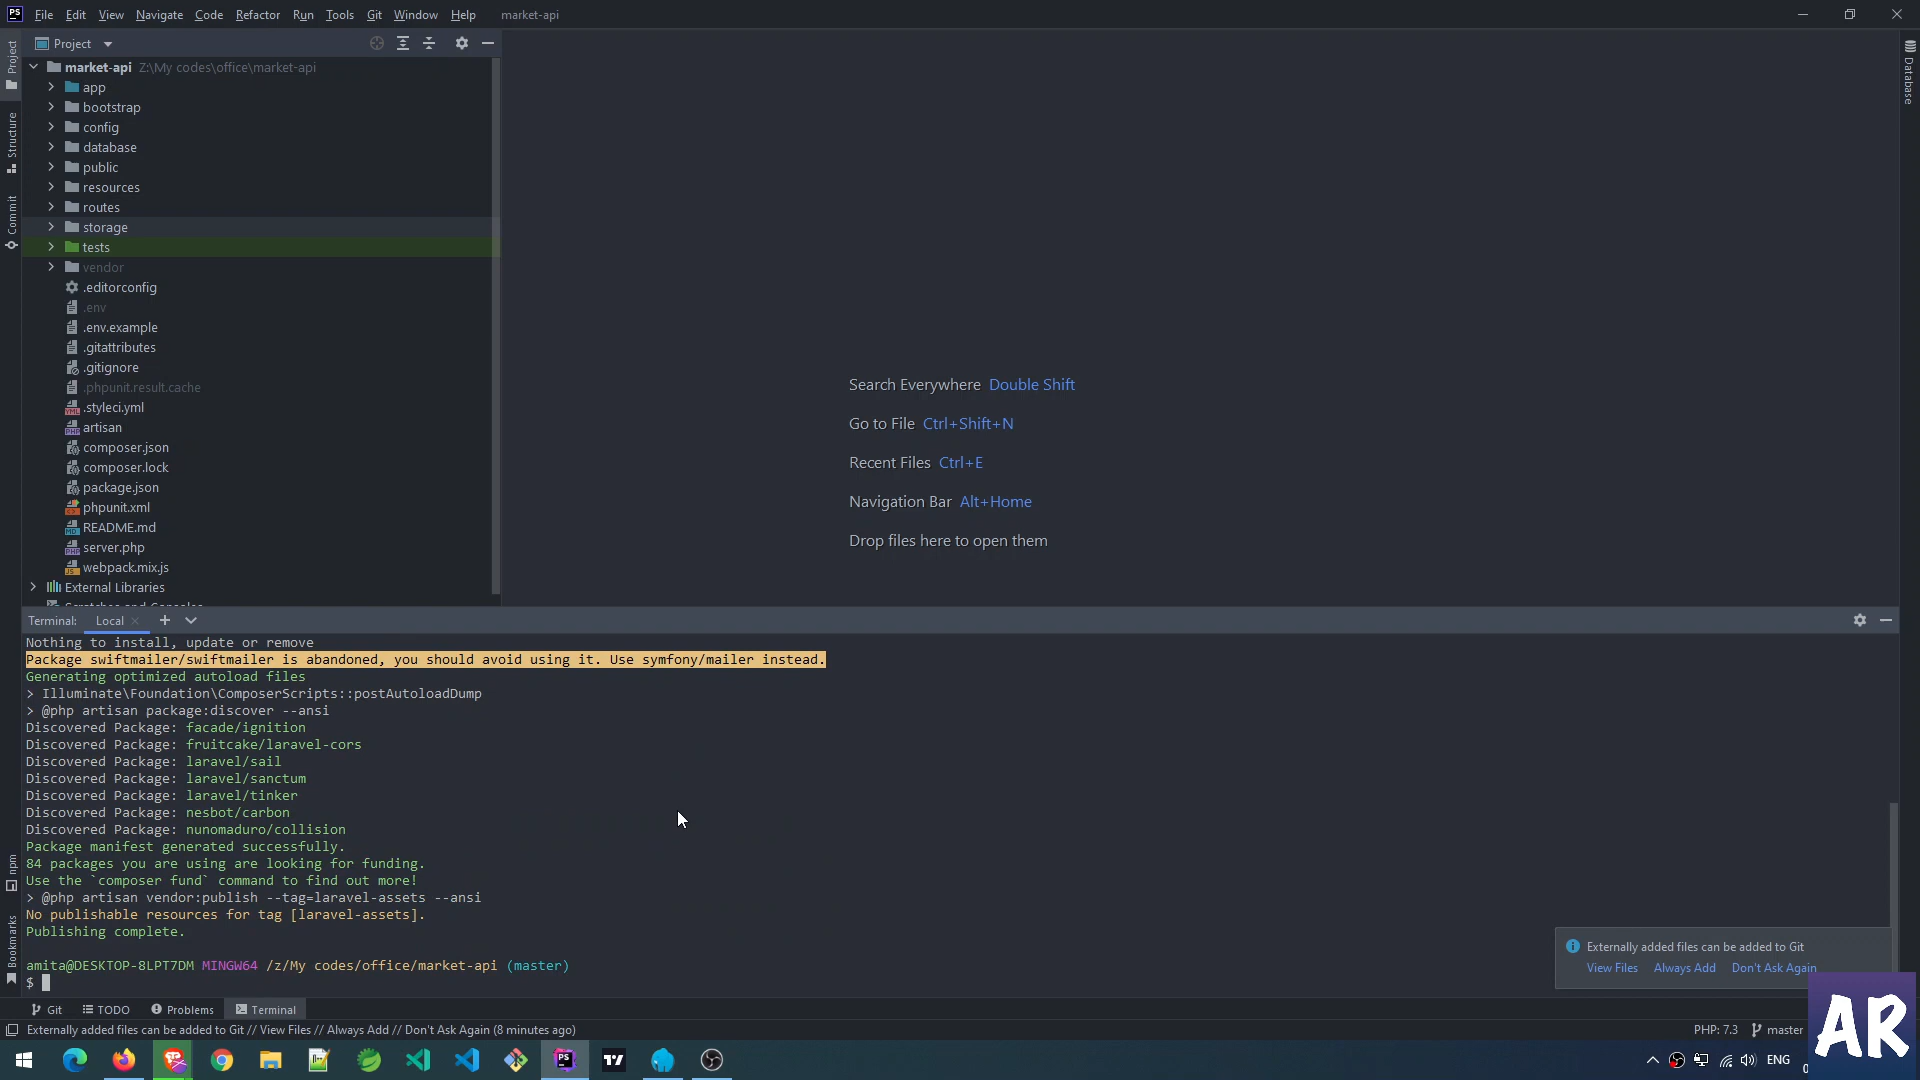 PS File Edit View Navigate Code Refactor Run Tools Git Window Help market-api
Project
Project
Structure
Commit
npm
Bookmarks
Database
market-api Z:\My codes\office\market-api
app
bootstrap
config
database
public
resources
routes
storage
tests
vendor
.editorconfig
.env
.env.example
.gitattributes
.gitignore
.phpunit.result.cache
.styleci.yml
artisan
composer.json
composer.lock
package.json
phpunit.xml
README.md
server.php
webpack.mix.js
External Libraries
Scratches and Consoles
Search Everywhere Double Shift
Go to File Ctrl+Shift+N
Recent Files Ctrl+E
Navigation Bar Alt+Home
Drop files here to open them
Terminal: Local
Nothing to install, update or remove
Package swiftmailer/swiftmailer is abandoned, you should avoid using it. Use symfony/mailer instead.
Generating optimized autoload files
> Illuminate\Foundation\ComposerScripts::postAutoloadDump
> @php artisan package:discover --ansi
Discovered Package: facade/ignition
Discovered Package: fruitcake/laravel-cors
Discovered Package: laravel/sail
Discovered Package: laravel/sanctum
Discovered Package: laravel/tinker
Discovered Package: nesbot/carbon
Discovered Package: nunomaduro/collision
Package manifest generated successfully.
84 packages you are using are looking for funding.
Use the `composer fund` command to find out more!
> @php artisan vendor:publish --tag=laravel-assets --ansi
No publishable resources for tag [laravel-assets].
Publishing complete.
amita@DESKTOP-8LPT7DM MINGW64 /z/My codes/office/market-api (master)
$
Externally added files can be added to Git
View Files Always Add Don't Ask Again
Git TODO Problems Terminal
Externally added files can be added to Git // View Files // Always Add // Don't Ask Again (8 minutes ago)
PHP: 7.3 master
AR
PS
ENG